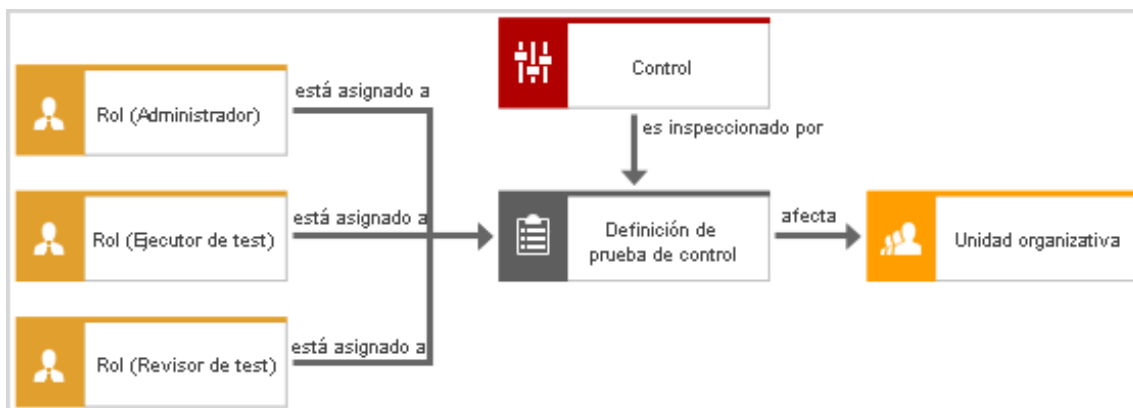 Control
está asignado a
Rol (Administrador)
es inspeccionado por
está asignado a
Rol (Ejecutor de test)
Definición de
prueba de control
afecta
Unidad organizativa
está asignado a
Rol (Revisor de test)